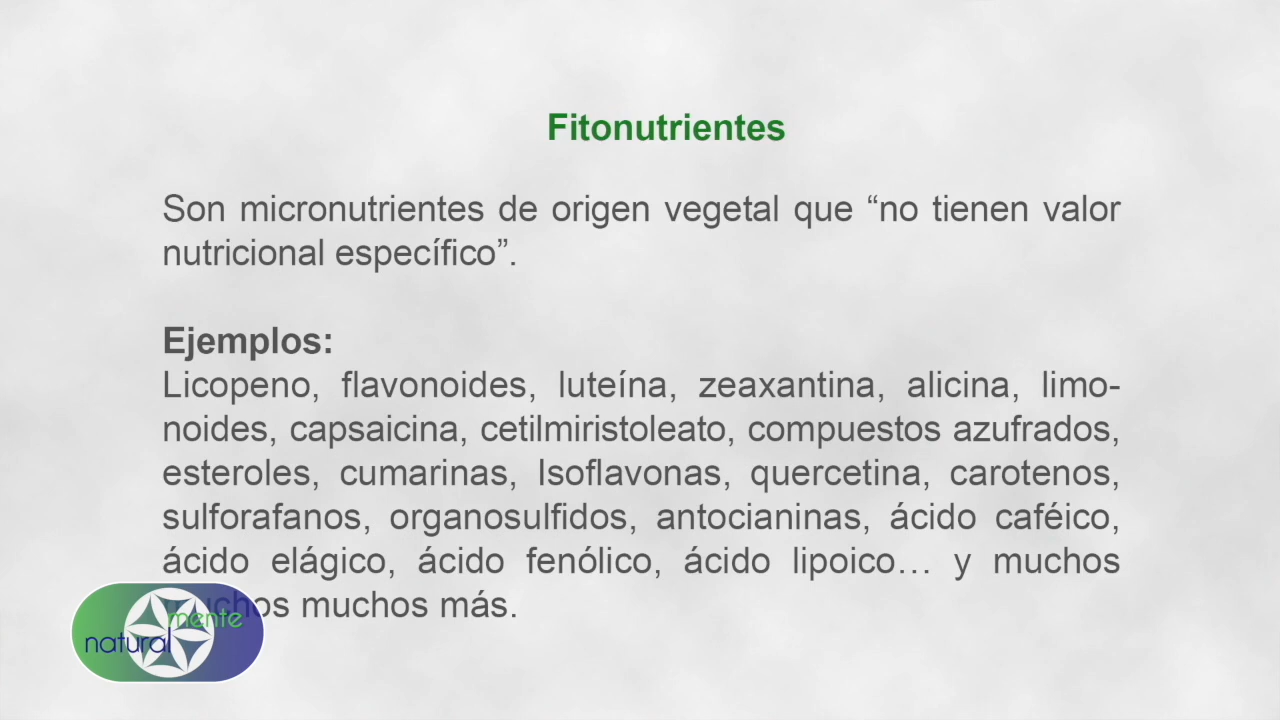 Fitonutrientes
Son micronutrientes de origen vegetal que “no tienen valor
nutricional específico”.
Ejemplos:
Licopeno, flavonoides, luteína, zeaxantina, alicina, limo-
noides, capsaicina, cetilmiristoleato, compuestos azufrados,
esteroles, cumarinas, Isoflavonas, quercetina, carotenos,
sulforafanos, organosulfidos, antocianinas, ácido caféico,
ácido elágico, ácido fenólico, ácido lipoico… y muchos
muchos muchos más.
natural mente